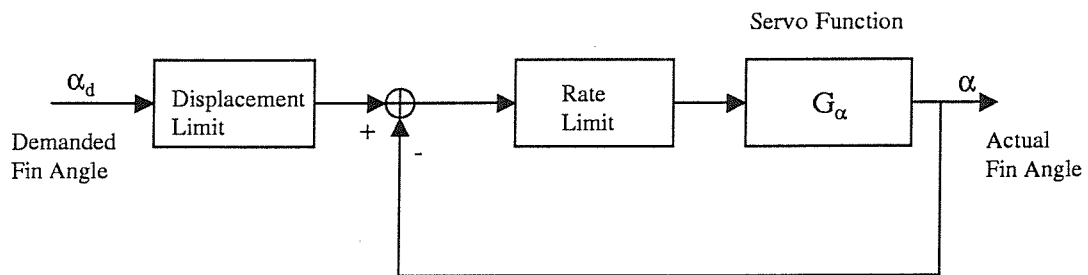 Servo Function
α_d
Displacement
Limit
+
-
Rate
Limit
G_α
α
Demanded
Fin Angle
Actual
Fin Angle